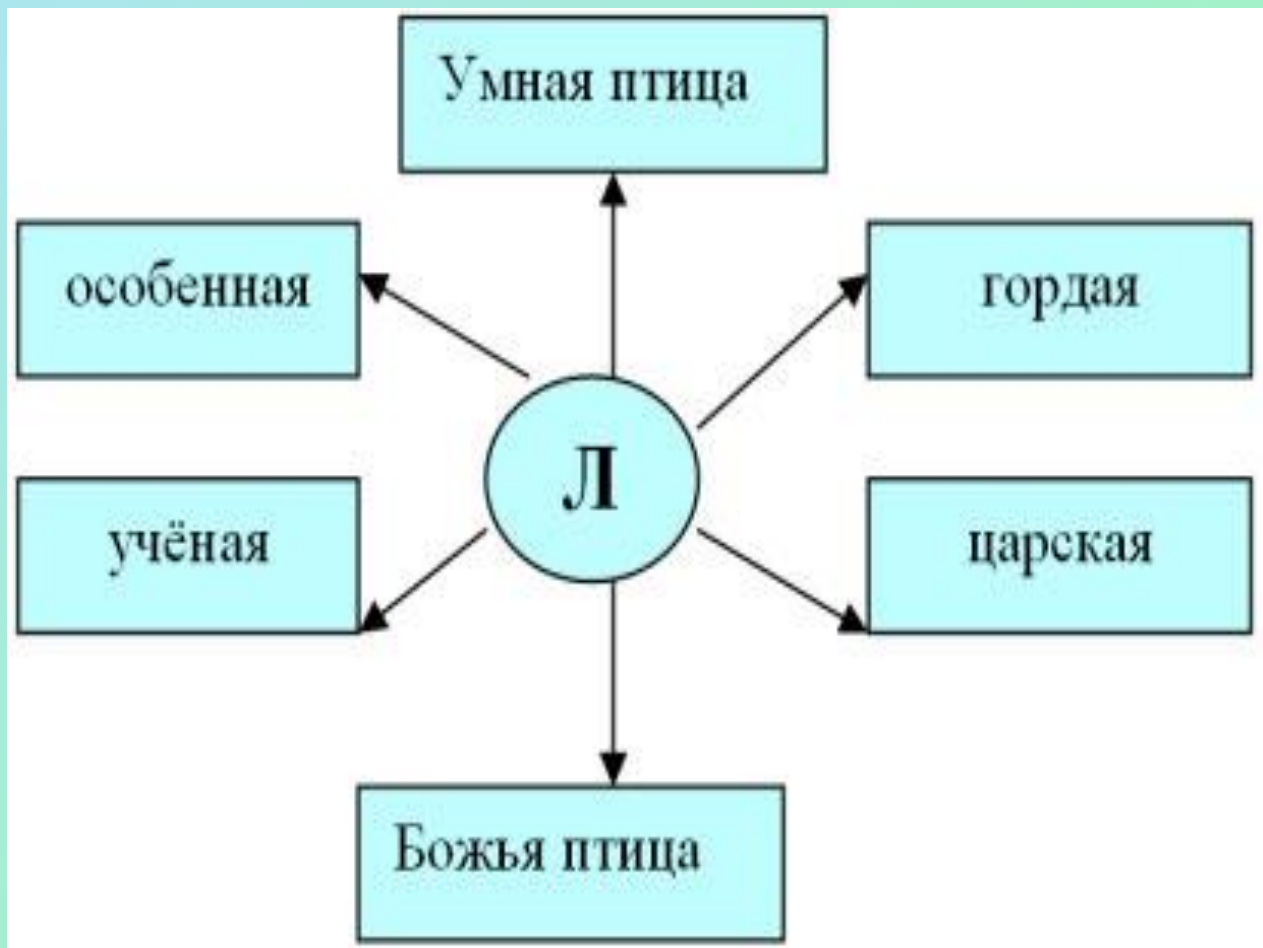 Умная птица
особенная
гордая
Л
учёная
царская
Божья птица